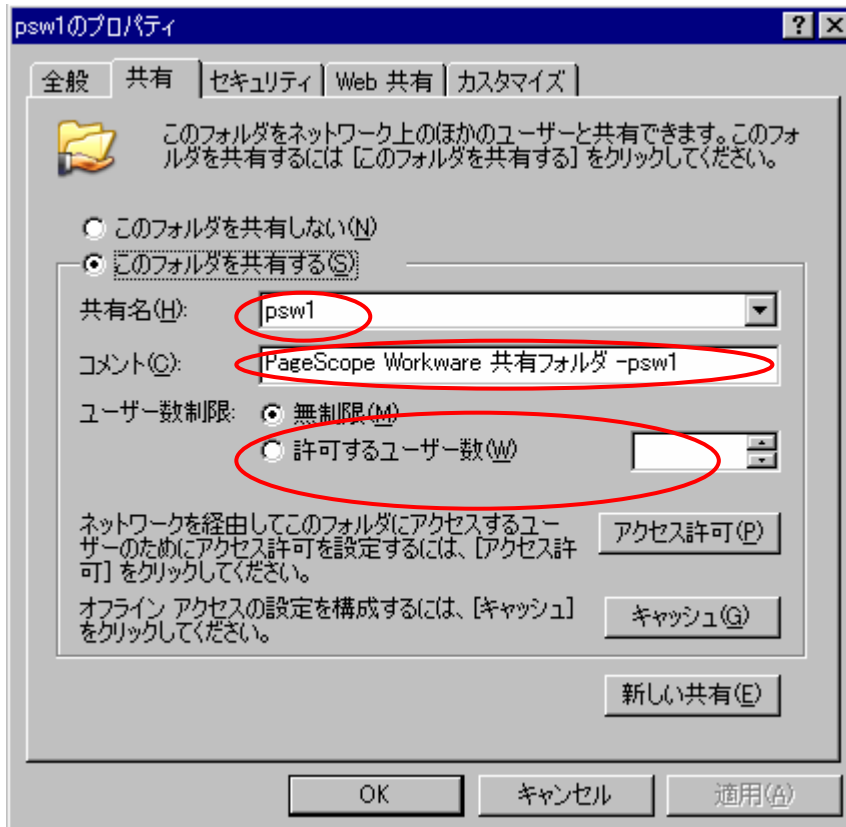 psw1のプロパティ
全般 共有 セキュリティ Web 共有 カスタマイズ
このフォルダをネットワーク上のほかのユーザーと共有できます。このフォ
ルダを共有するには [このフォルダを共有する] をクリックしてください。
このフォルダを共有しない(N)
このフォルダを共有する(S)
共有名(H): psw1
コメント(C): PageScope Workware 共有フォルダ -psw1
ユーザー数制限: 無制限(M)
許可するユーザー数(W)
ネットワークを経由してこのフォルダにアクセスするユー
ザーのためにアクセス許可を設定するには、[アクセス許
可] をクリックしてください。
アクセス許可(P)
オフライン アクセスの設定を構成するには、[キャッシュ]
をクリックしてください。
キャッシュ(G)
新しい共有(E)
OK キャンセル 適用(A)